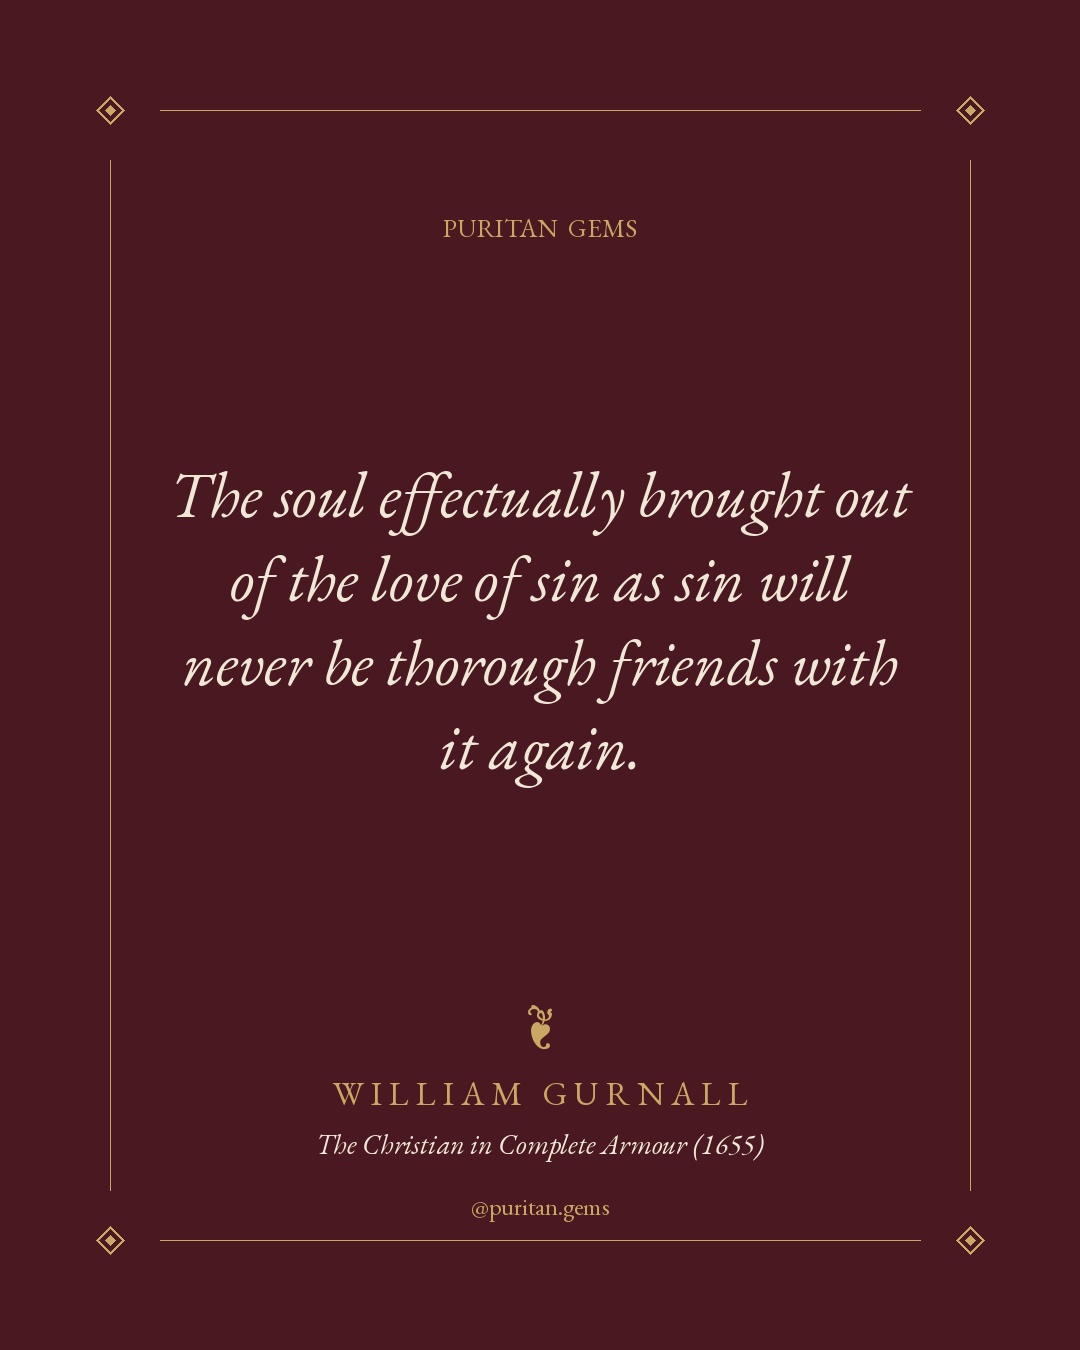 PURITAN GEMS
The soul effectually brought out
of the love of sin as sin will
never be thorough friends with
it again.
WILLIAM GURNALL
The Christian in Complete Armour (1655)
@puritan.gems